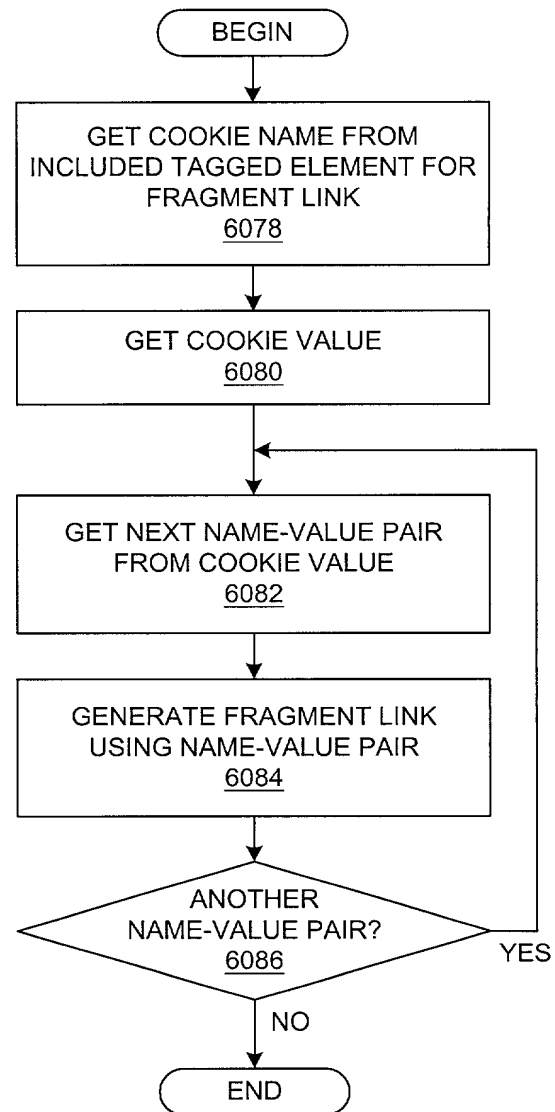 BEGIN
GET COOKIE NAME FROM
INCLUDED TAGGED ELEMENT FOR
FRAGMENT LINK
6078
GET COOKIE VALUE
6080
GET NEXT NAME-VALUE PAIR
FROM COOKIE VALUE
6082
GENERATE FRAGMENT LINK
USING NAME-VALUE PAIR
6084
ANOTHER
NAME-VALUE PAIR?
6086
YES
NO
END